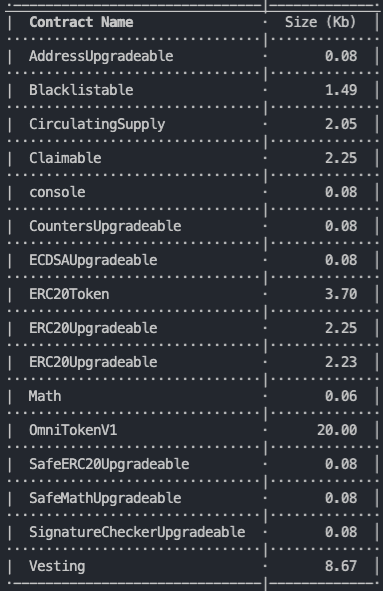 | Contract Name · Size (Kb) |
| AddressUpgradeable · 0.08 |
| Blacklistable · 1.49 |
| CirculatingSupply · 2.05 |
| Claimable · 2.25 |
| console · 0.08 |
| CountersUpgradeable · 0.08 |
| ECDSAUpgradeable · 0.08 |
| ERC20Token · 3.70 |
| ERC20Upgradeable · 2.25 |
| ERC20Upgradeable · 2.23 |
| Math · 0.06 |
| OmniTokenV1 · 20.00 |
| SafeERC20Upgradeable · 0.08 |
| SafeMathUpgradeable · 0.08 |
| SignatureCheckerUpgradeable · 0.08 |
| Vesting · 8.67 |